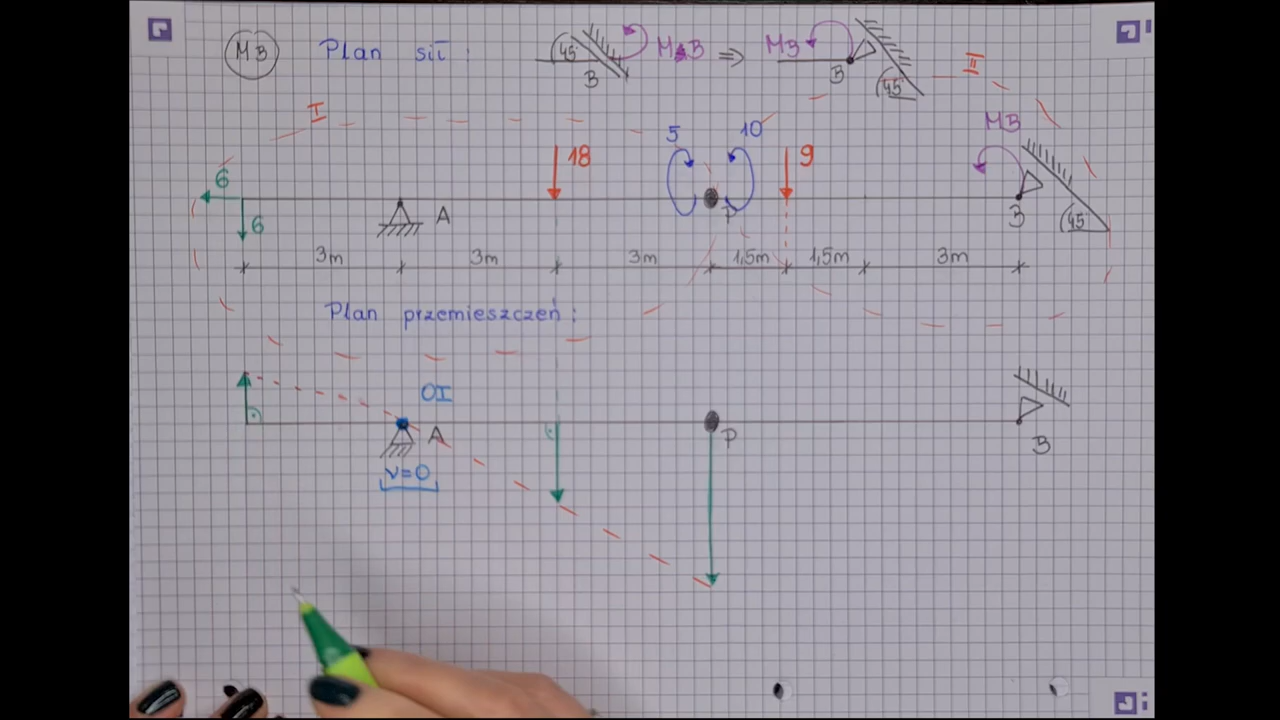 MB Plan sił: 45 B MB ⇒ MB B 45
I II
5 10 MB
6 18 9
6 A P B 45
3m 3m 3m 1,5m 1,5m 3m
Plan przemieszczeń:
OI
A P B
v=0